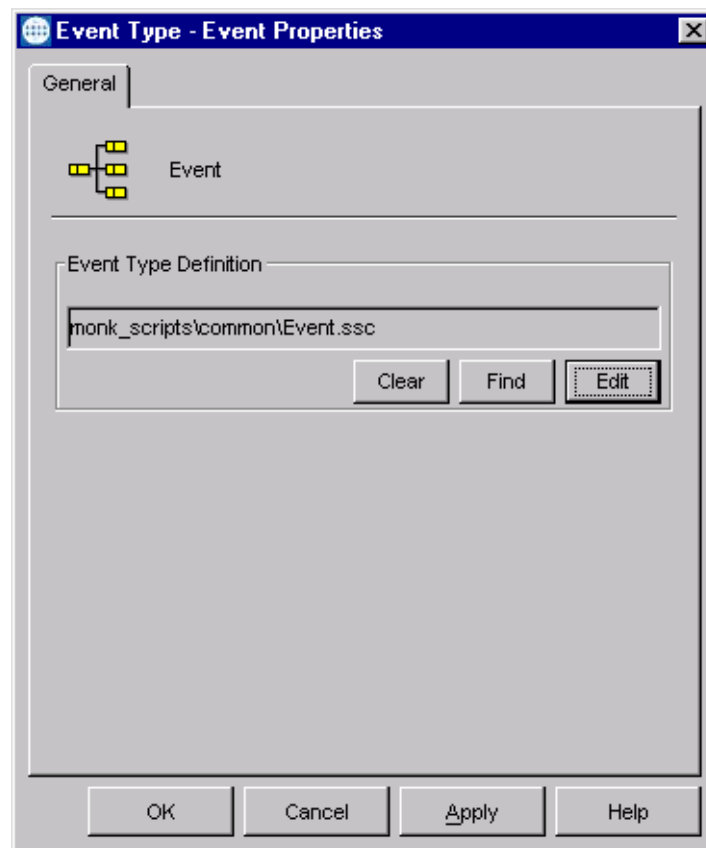 Event Type - Event Properties
General
Event
Event Type Definition
monk_scripts\common\Event.ssc
Clear Find Edit
OK Cancel Apply Help